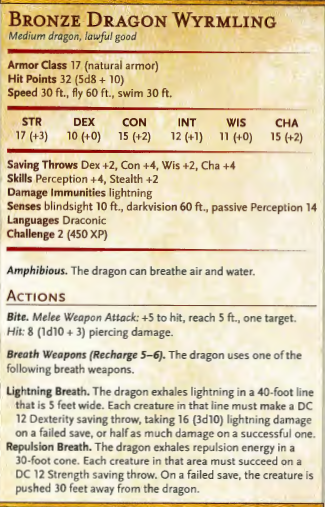 BRONZE DRAGON WYRMLING
Medium dragon, lawful good
Armor Class 17 (natural armor)
Hit Points 32 (5d8 + 10)
Speed 30 ft., fly 60 ft., swim 30 ft.
STR DEX CON INT WIS CHA
17 (+3) 10 (+0) 15 (+2) 12 (+1) 11 (+0) 15 (+2)
Saving Throws Dex +2, Con +4, Wis +2, Cha +4
Skills Perception +4, Stealth +2
Damage Immunities lightning
Senses blindsight 10 ft., darkvision 60 ft., passive Perception 14
Languages Draconic
Challenge 2 (450 XP)
Amphibious. The dragon can breathe air and water.
ACTIONS
Bite. Melee Weapon Attack: +5 to hit, reach 5 ft., one target.
Hit: 8 (1d10 + 3) piercing damage.
Breath Weapons (Recharge 5–6). The dragon uses one of the
following breath weapons.
Lightning Breath. The dragon exhales lightning in a 40-foot line
that is 5 feet wide. Each creature in that line must make a DC
12 Dexterity saving throw, taking 16 (3d10) lightning damage
on a failed save, or half as much damage on a successful one.
Repulsion Breath. The dragon exhales repulsion energy in a
30-foot cone. Each creature in that area must succeed on a
DC 12 Strength saving throw. On a failed save, the creature is
pushed 30 feet away from the dragon.